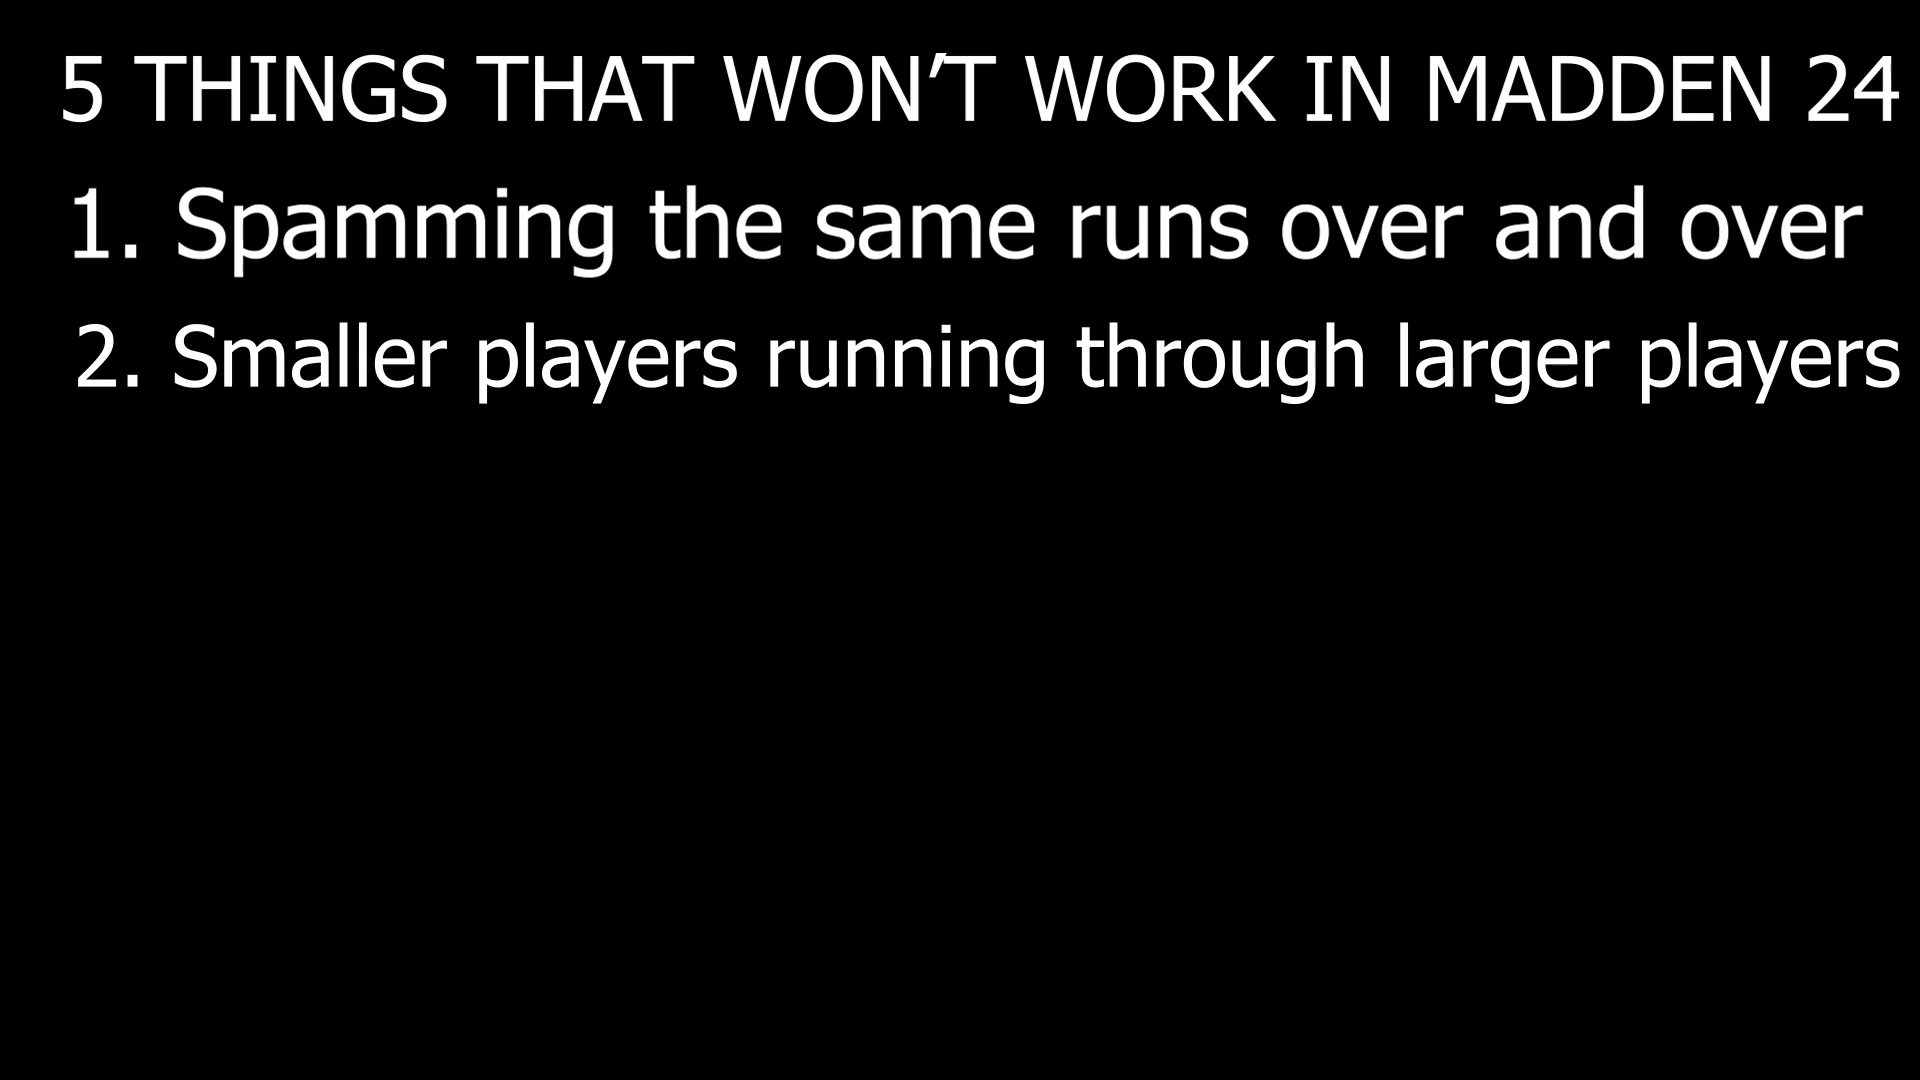 5 THINGS THAT WON’T WORK IN MADDEN 24
1. Spamming the same runs over and over
2. Smaller players running through larger players